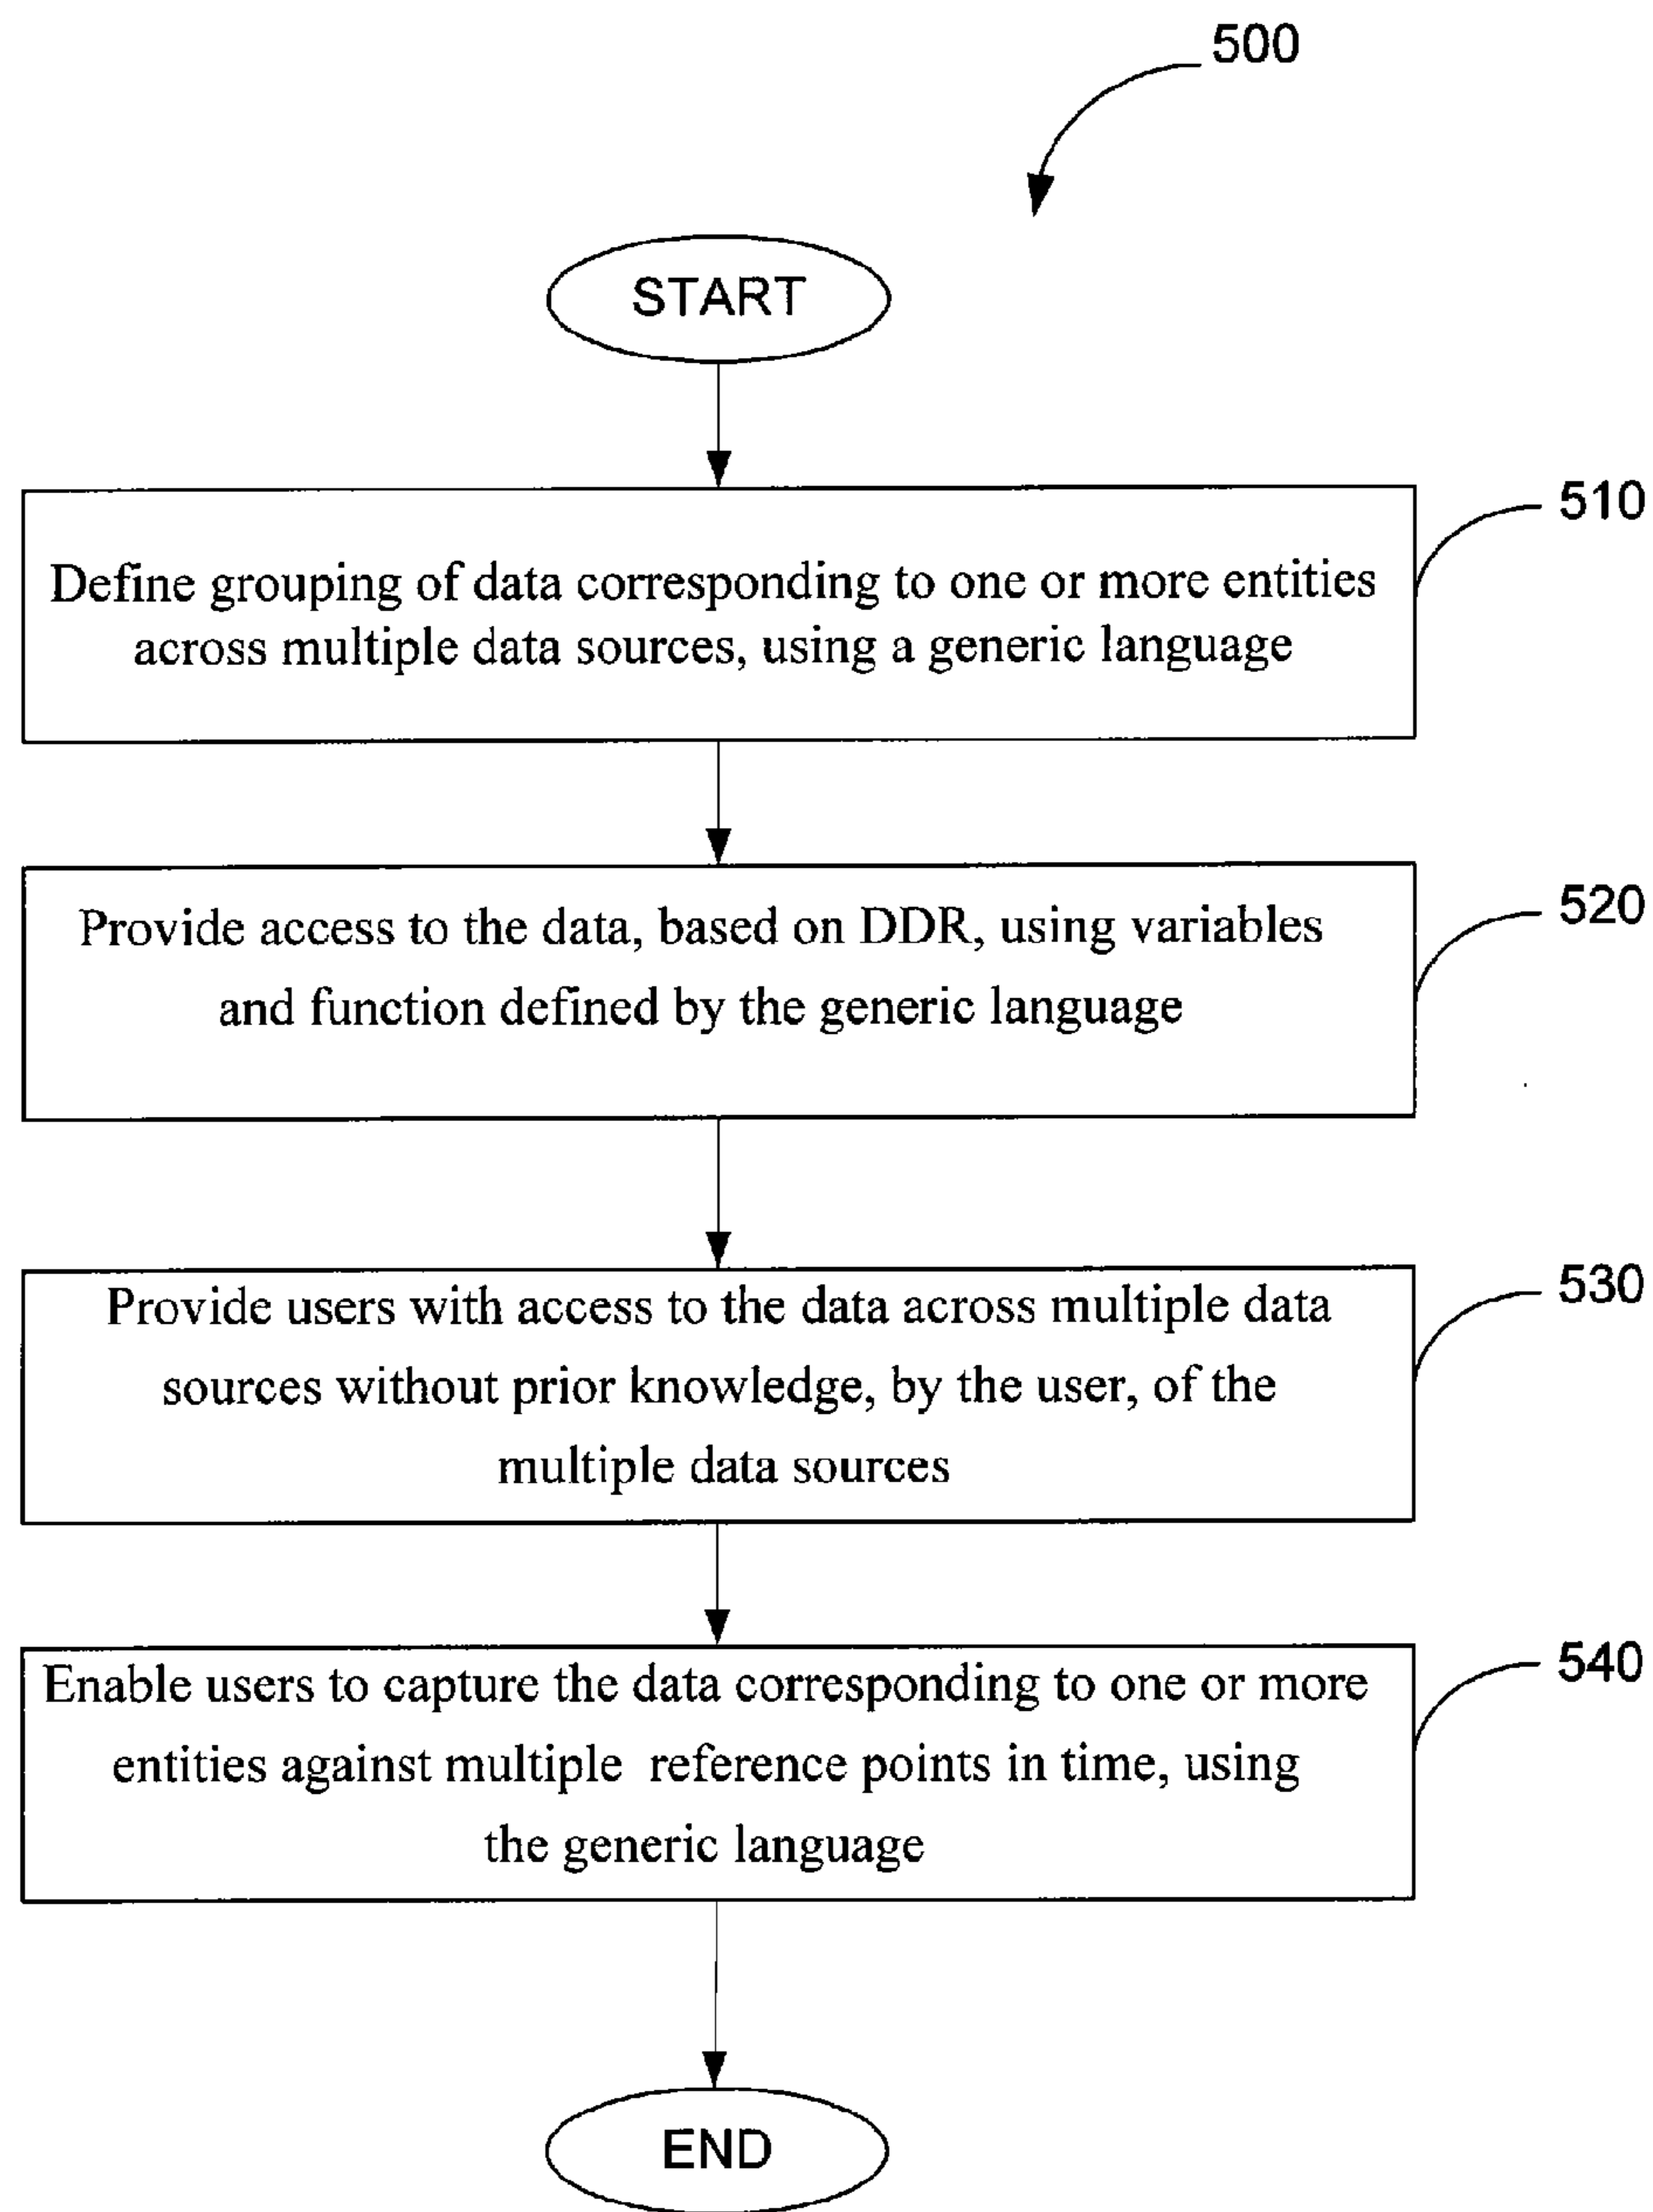 500
START
510
Define grouping of data corresponding to one or more entities
across multiple data sources, using a generic language
520
Provide access to the data, based on DDR, using variables
and function defined by the generic language
530
Provide users with access to the data across multiple data
sources without prior knowledge, by the user, of the
multiple data sources
540
Enable users to capture the data corresponding to one or more
entities against multiple reference points in time, using
the generic language
END